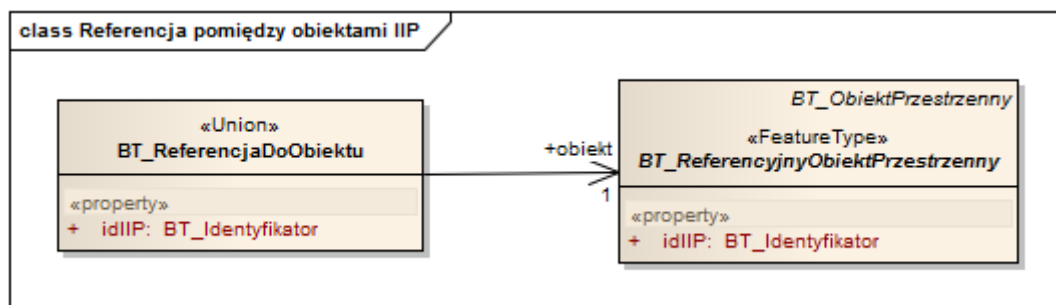 class Referencja pomiędzy obiektami IIP
«Union»
BT_ReferencjaDoObiektu
«property»
+ idIIP: BT_Identyfikator
+obiekt
1
BT_ObiektPrzestrzenny
«FeatureType»
BT_ReferencyjnyObiektPrzestrzenny
«property»
+ idIIP: BT_Identyfikator